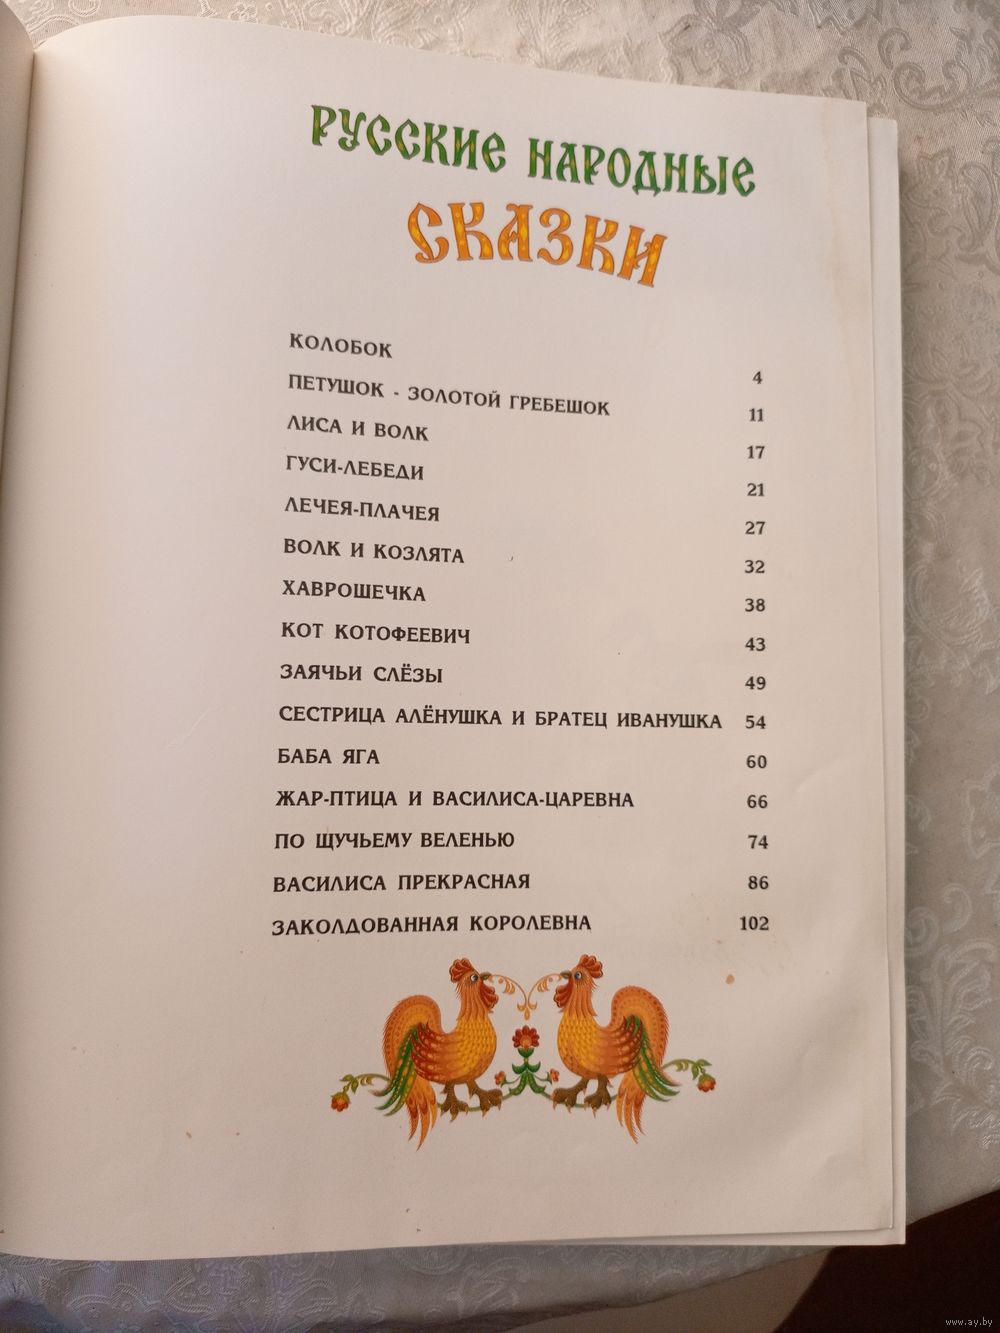 РУССКИЕ НАРОДНЫЕ
СКАЗКИ
КОЛОБОК 4
ПЕТУШОК - ЗОЛОТОЙ ГРЕБЕШОК 11
ЛИСА И ВОЛК 17
ГУСИ-ЛЕБЕДИ 21
ЛЕЧЕЯ-ПЛАЧЕЯ 27
ВОЛК И КОЗЛЯТА 32
ХАВРОШЕЧКА 38
КОТ КОТОФЕЕВИЧ 43
ЗАЯЧЬИ СЛЁЗЫ 49
СЕСТРИЦА АЛЁНУШКА И БРАТЕЦ ИВАНУШКА 54
БАБА ЯГА 60
ЖАР-ПТИЦА И ВАСИЛИСА-ЦАРЕВНА 66
ПО ЩУЧЬЕМУ ВЕЛЕНЬЮ 74
ВАСИЛИСА ПРЕКРАСНАЯ 86
ЗАКОЛДОВАННАЯ КОРОЛЕВНА 102
www.ay.by